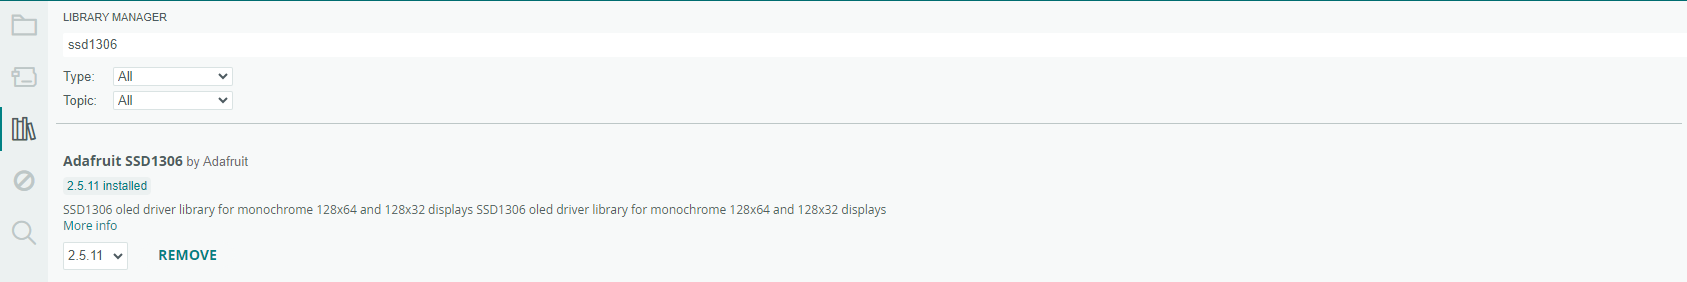 LIBRARY MANAGER
ssd1306
Type: All
Topic: All
Adafruit SSD1306 by Adafruit
2.5.11 installed
SSD1306 oled driver library for monochrome 128x64 and 128x32 displays SSD1306 oled driver library for monochrome 128x64 and 128x32 displays
More info
2.5.11 REMOVE